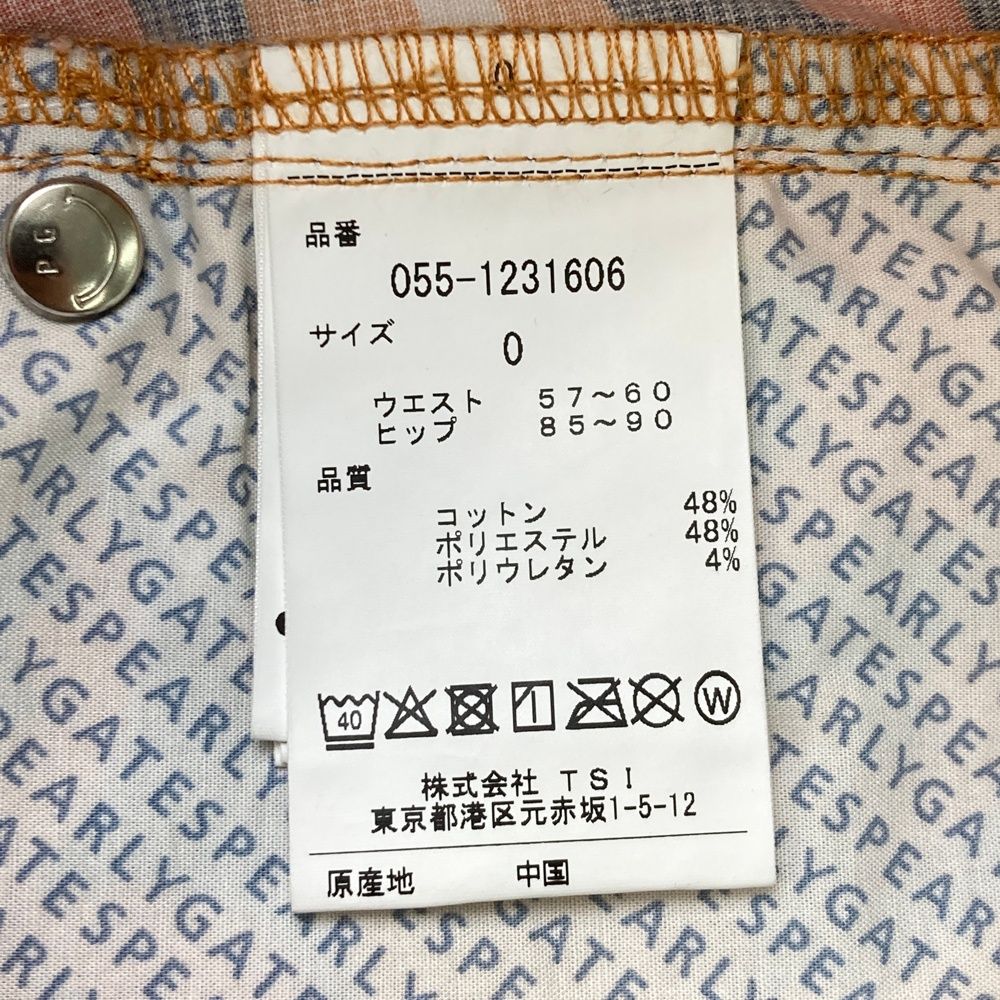 品番
055-1231606
サイズ 0
ウエスト 57～60
ヒップ 85～90
品質
コットン 48%
ポリエステル 48%
ポリウレタン 4%
40
W
株式会社 TSI
東京都港区元赤坂1-5-12
原産地 中国
PG
PEARLYGATES